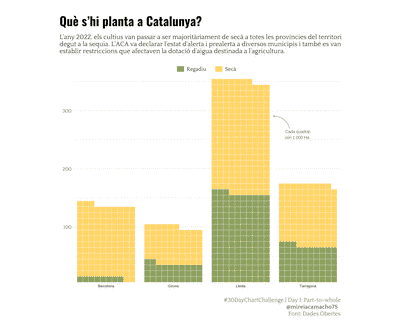 Què s'hi planta a Catalunya?
L'any 2022, els cultius van passar a ser majoritàriament de secà a totes les províncies del territori
degut a la sequia. L'ACA va declarar l'estat d'alerta i prealerta a diversos municipis i també es van
establir restriccions que afectaven la dotació d'aigua destinada a l'agricultura.
Regadiu Secà
300
200
100
Cada quadrat
són 1.000 Ha.
Barcelona Girona Lleida Tarragona
#30DayChartChallenge | Day 1: Part-to-whole
@mireiacamacho75
Font: Dades Obertes